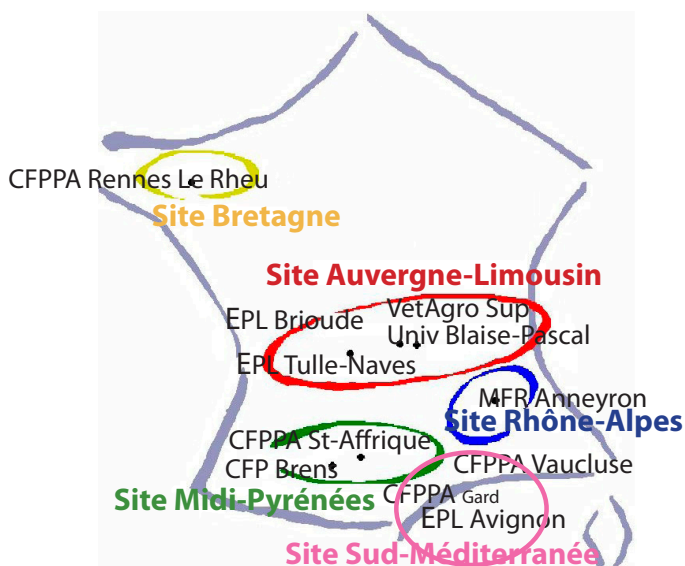 CFPPA Rennes Le Rheu
Site Bretagne
Site Auvergne-Limousin
VetAgro Sup
EPL Brioude
Univ Blaise-Pascal
EPL Tulle-Naves
MFR Anneyron
Site Rhône-Alpes
CFPPA St-Affrique
CFP Brens
CFPPA Vaucluse
Site Midi-Pyrénées
CFPPA Gard
EPL Avignon
Site Sud-Méditerranée